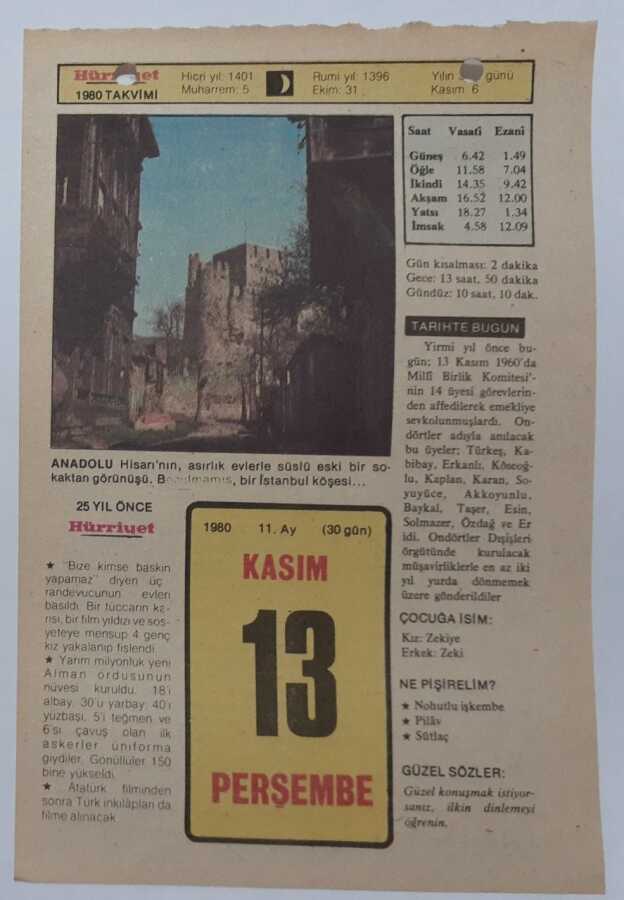 Hürriyet
1980 TAKVİMİ
Hicri yıl: 1401
Muharrem: 5
Rumi yıl: 1396
Ekim: 31
Yılın günü
Kasım 6
Saat Vasatî Ezanî
Güneş 6.42 1.49
Öğle 11.58 7.04
İkindi 14.35 9.42
Akşam 16.52 12.00
Yatsı 18.27 1.34
İmsak 4.58 12.09
Gün kısalması: 2 dakika
Gece: 13 saat, 50 dakika
Gündüz: 10 saat, 10 dak.
TARİHTE BUGÜN
Yirmi yıl önce bu-
gün; 13 Kasım 1960'da
Millî Birlik Komitesi'-
nin 14 üyesi görevlerin-
den affedilerek emekliye
sevkolunmuşlardı. On-
dörtler adıyla anılacak
bu üyeler; Türkeş, Ka-
bibay, Erkanlı, Köseoğ-
lu, Kaplan, Karan, So-
yuyüce, Akkoyunlu,
Baykal, Taşer, Esin,
Solmazer, Özdağ ve Er
idi. Ondörtler Dışişleri
örgütünde kurulacak
müşavirliklerle en az iki
yıl yurda dönmemek
üzere gönderildiler
ÇOCUĞA İSİM:
Kız: Zekiye
Erkek: Zeki
NE PİŞİRELİM?
★ Nohutlu işkembe
★ Pilâv
★ Sütlaç
GÜZEL SÖZLER:
Güzel konuşmak istiyor-
sanız, ilkin dinlemeyi
öğrenin.
ANADOLU Hisarı'nın, asırlık evlerle süslü eski bir so-
kaktan görünüşü. Bozulmamış, bir İstanbul köşesi...
25 YIL ÖNCE
Hürriyet
★ "Bize kimse baskın
yapamaz" diyen üç
randevucunun evleri
basıldı. Bir tüccarın ka-
rısı, bir film yıldızı ve sos-
yeteye mensup 4 genç
kız yakalanıp fişlendi.
★ Yarım milyonluk yeni
Alman ordusunun
nüvesi kuruldu. 18'i
albay, 30'u yarbay, 40'ı
yüzbaşı, 5'i teğmen ve
6'sı çavuş olan ilk
askerler üniforma
giydiler. Gönüllüler 150
bine yükseldi.
★ Atatürk filminden
sonra Türk inkılâpları da
filme alınacak
1980 11. Ay (30 gün)
KASIM
13
PERŞEMBE